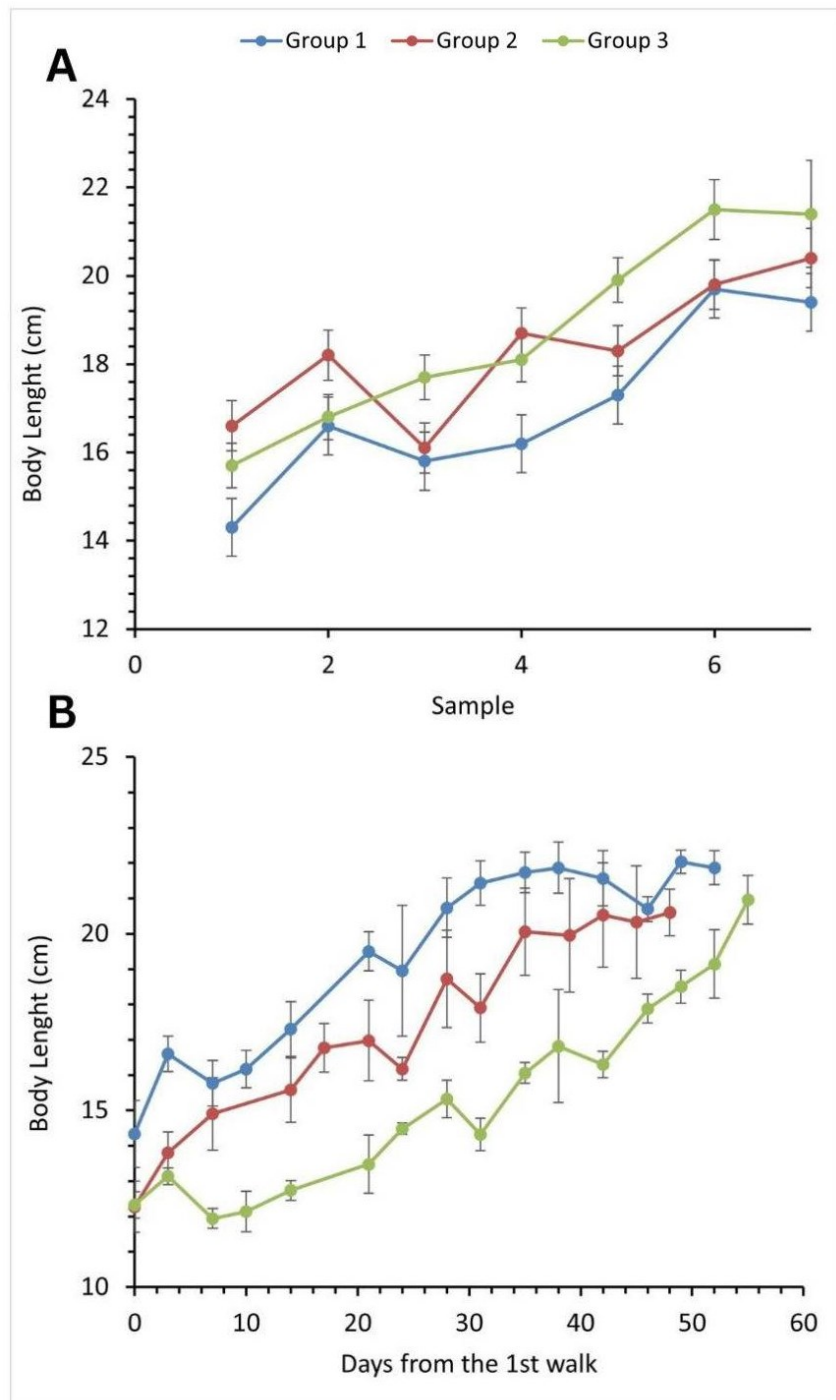 Group 1 Group 2 Group 3
A
24
22
20
18
16
14
12
Body Lenght (cm)
0 2 4 6
Sample
B
25
20
15
10
Body Lenght (cm)
0 10 20 30 40 50 60
Days from the 1st walk